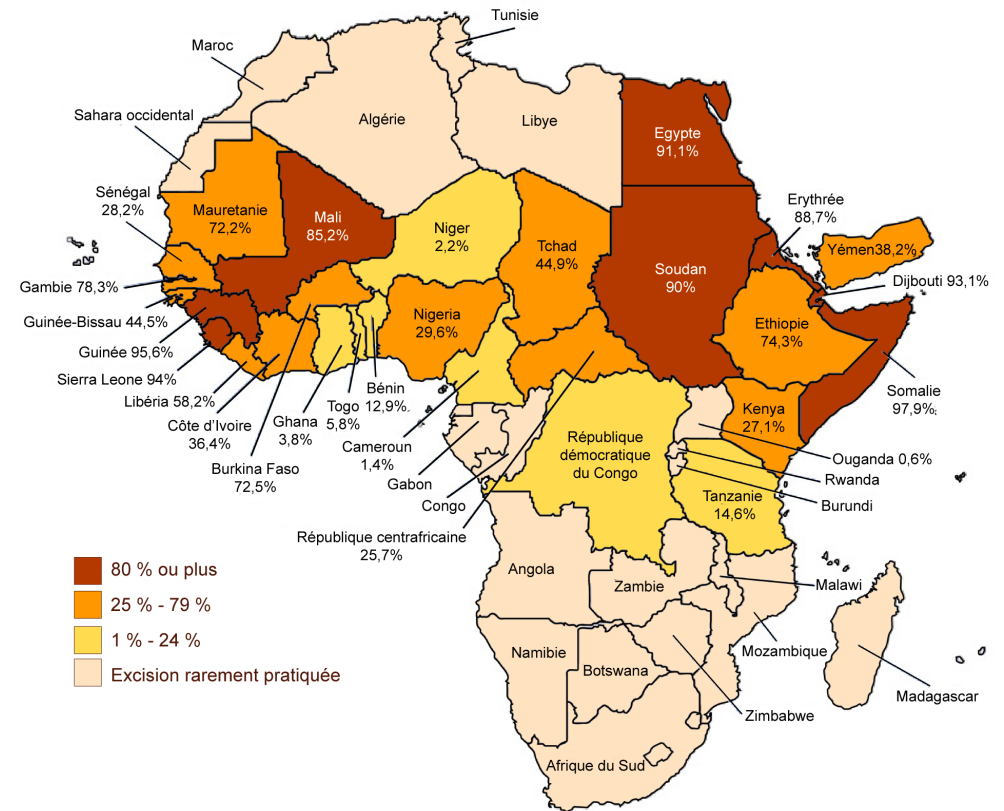 Tunisie
Maroc
Algérie
Libye
Egypte
91,1%
Sahara occidental
Sénégal
28,2%
Mauretanie
72,2%
Mali
85,2%
Niger
2,2%
Tchad
44,9%
Soudan
90%
Erythrée
88,7%
Yémen38,2%
Djibouti 93,1%
Gambie 78,3%
Guinée-Bissau 44,5%
Guinée 95,6%
Sierra Leone 94%
Libéria 58,2%
Côte d'Ivoire
36,4%
Burkina Faso
72,5%
Ghana
3,8%
Togo
5,8%
Bénin
12,9%.
Nigeria
29,6%
Cameroun
1,4%
Gabon
Congo
République centrafricaine
25,7%
Ethiopie
74,3%
Somalie
97,9%
Kenya
27,1%
Ouganda 0,6%
Rwanda
Burundi
République
démocratique
du Congo
Tanzanie
14,6%
Angola
Zambie
Malawi
Mozambique
Madagascar
Zimbabwe
Namibie
Botswana
Afrique du Sud
80 % ou plus
25 % - 79 %
1 % - 24 %
Excision rarement pratiquée